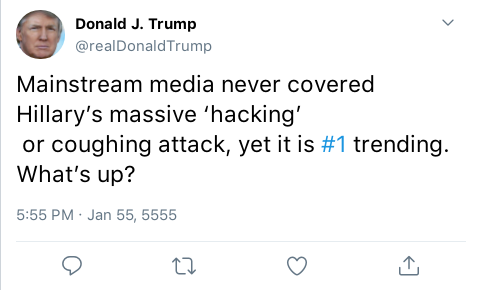 Donald J. Trump
@realDonaldTrump
Mainstream media never covered
Hillary’s massive ‘hacking’
or coughing attack, yet it is #1 trending.
What’s up?
5:55 PM · Jan 55, 5555